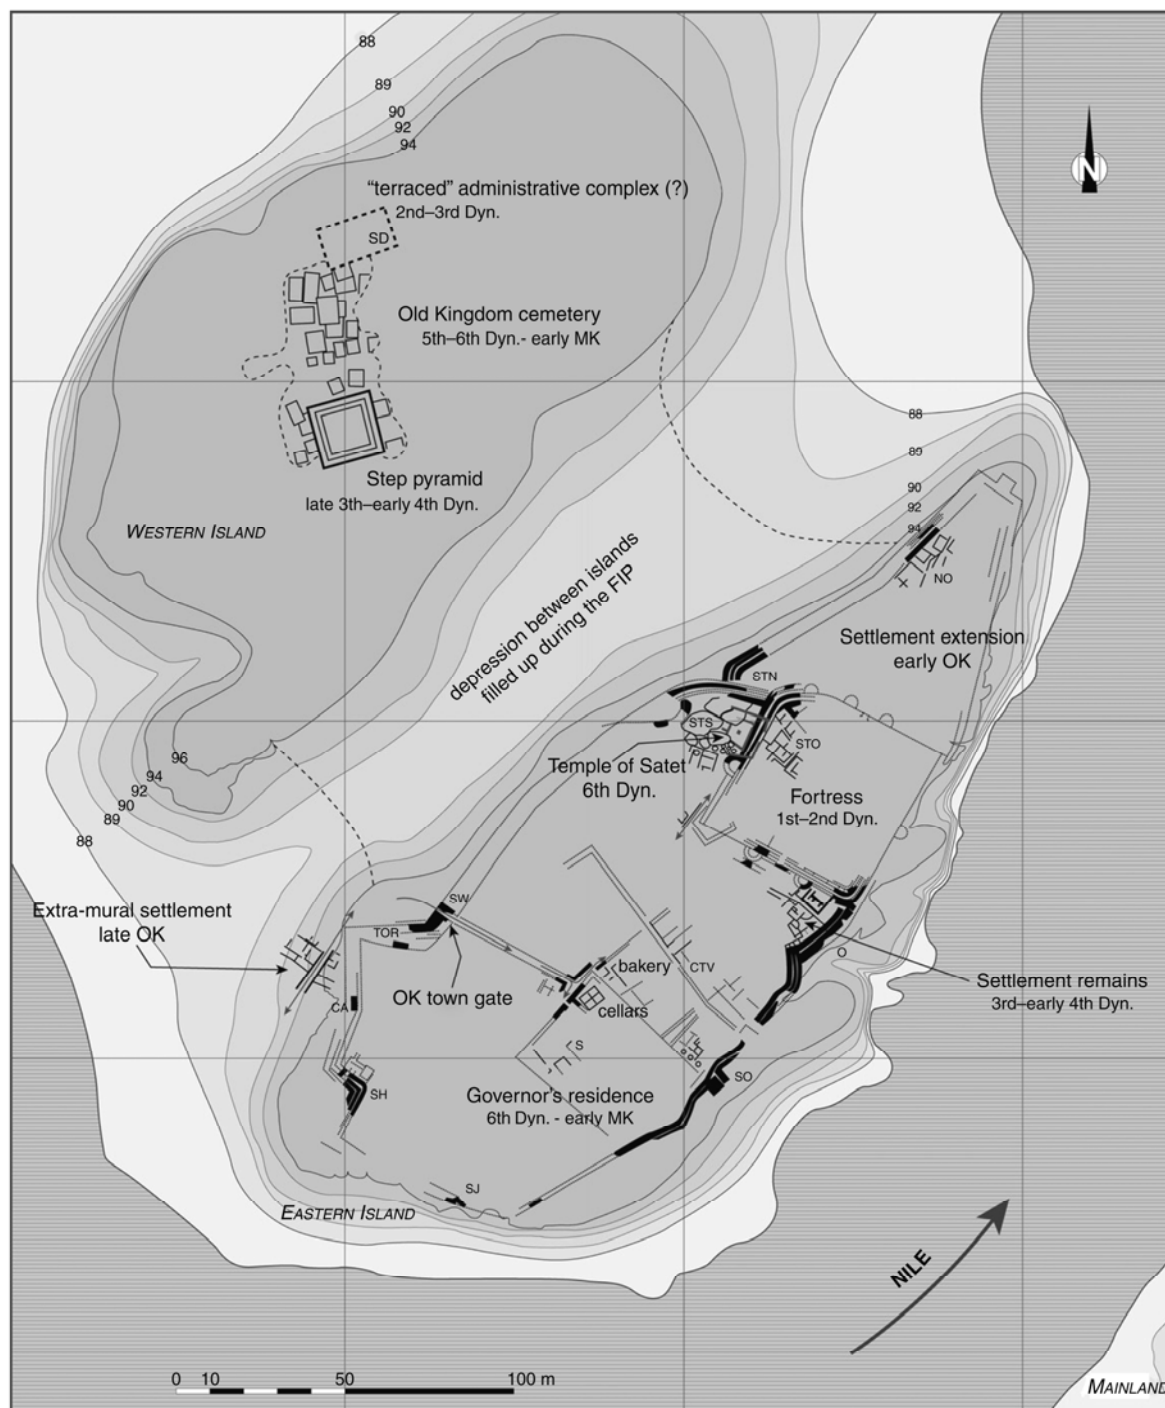 88
89
90
92
94
N
“terraced” administrative complex (?)
2nd–3rd Dyn.
SD
Old Kingdom cemetery
5th–6th Dyn.- early MK
88
89
90
92
94
Step pyramid
late 3th–early 4th Dyn.
WESTERN ISLAND
NO
depression between islands
filled up during the FIP
Settlement extension
early OK
STN
STS
STO
Temple of Satet
6th Dyn.
Fortress
1st–2nd Dyn.
96
94
92
90
89
88
Extra-mural settlement
late OK
SW
TOR
OK town gate
bakery
CTV
cellars
O
Settlement remains
3rd–early 4th Dyn.
CA
S
SH
SO
Governor’s residence
6th Dyn. - early MK
SJ
EASTERN ISLAND
NILE
0 10 50 100 m
MAINLAND